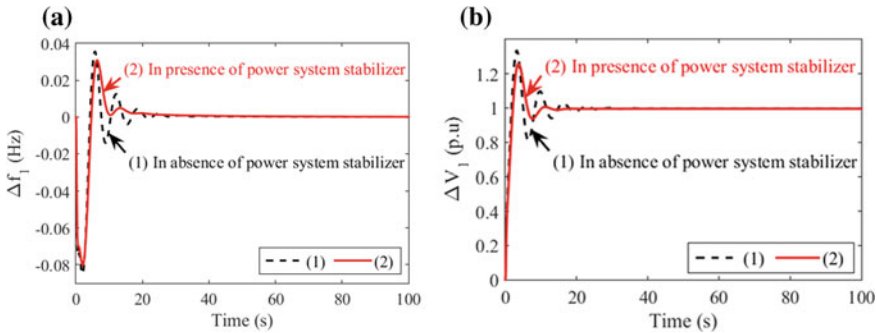 (a)
0.04
0.02
0
-0.02
-0.04
-0.06
-0.08
Δf1 (Hz)
(2) In presence of power system stabilizer
(1) In absence of power system stabilizer
(1) (2)
0 20 40 60 80 100
Time (s)
(b)
1.2
1
0.8
0.6
0.4
0.2
0
ΔV1 (p.u)
(2) In presence of power system stabilizer
(1) In absence of power system stabilizer
(1) (2)
0 20 40 60 80 100
Time (s)